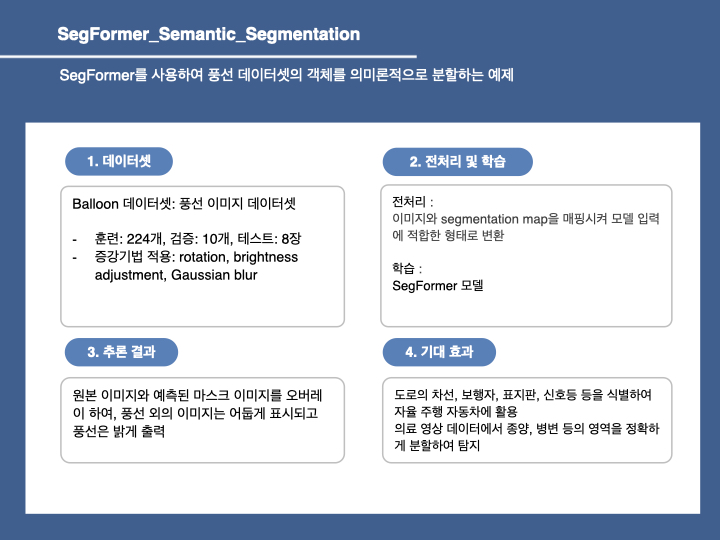 SegFormer_Semantic_Segmentation
SegFormer를 사용하여 풍선 데이터셋의 객체를 의미론적으로 분할하는 예제
1. 데이터셋
Balloon 데이터셋: 풍선 이미지 데이터셋
- 훈련: 224개, 검증: 10개, 테스트: 8장
- 증강기법 적용: rotation, brightness
adjustment, Gaussian blur
2. 전처리 및 학습
전처리 :
이미지와 segmentation map을 매핑시켜 모델 입력
에 적합한 형태로 변환
학습 :
SegFormer 모델
3. 추론 결과
원본 이미지와 예측된 마스크 이미지를 오버레
이 하여, 풍선 외의 이미지는 어둡게 표시되고
풍선은 밝게 출력
4. 기대 효과
도로의 차선, 보행자, 표지판, 신호등 등을 식별하여
자율 주행 자동차에 활용
의료 영상 데이터에서 종양, 병변 등의 영역을 정확하
게 분할하여 탐지